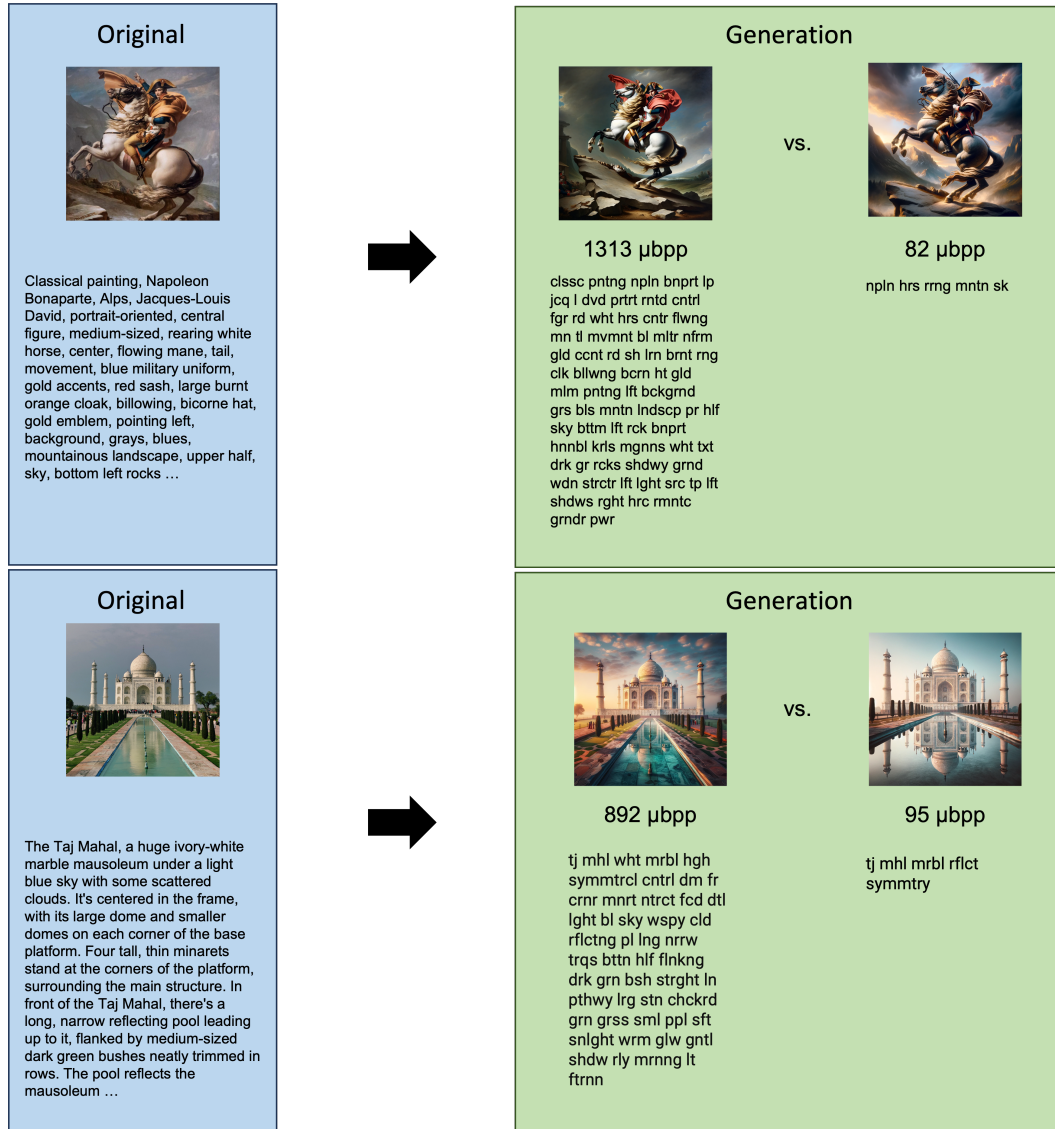 Original
Classical painting, Napoleon
Bonaparte, Alps, Jacques-Louis
David, portrait-oriented, central
figure, medium-sized, rearing white
horse, center, flowing mane, tail,
movement, blue military uniform,
gold accents, red sash, large burnt
orange cloak, billowing, bicorne hat,
gold emblem, pointing left,
background, grays, blues,
mountainous landscape, upper half,
sky, bottom left rocks …
Generation
vs.
1313 µbpp
clssc pntng npln bnprt lp
jcq l dvd prtrt rntd cntrl
fgr rd wht hrs cntr flwng
mn tl mvmnt bl mltr nfrm
gld ccnt rd sh lrn brnt rng
clk bllwng bcrn ht gld
mlm pntng lft bckgrnd
grs bls mntn lndscp pr hlf
sky bttm lft rck bnprt
hnnbl krls mgnns wht txt
drk gr rcks shdwy grnd
wdn strctr lft lght src tp lft
shdws rght hrc rmntc
grndr pwr
82 µbpp
npln hrs rrng mntn sk
Original
The Taj Mahal, a huge ivory-white
marble mausoleum under a light
blue sky with some scattered
clouds. It's centered in the frame,
with its large dome and smaller
domes on each corner of the base
platform. Four tall, thin minarets
stand at the corners of the platform,
surrounding the main structure. In
front of the Taj Mahal, there's a
long, narrow reflecting pool leading
up to it, flanked by medium-sized
dark green bushes neatly trimmed in
rows. The pool reflects the
mausoleum …
Generation
vs.
892 µbpp
tj mhl wht mrbl hgh
symmtrcl cntrl dm fr
crnr mnrt ntrct fcd dtl
lght bl sky wspy cld
rflctng pl lng nrrw
trqs bttn hlf flnkng
drk grn bsh strght ln
pthwy lrg stn chckrd
grn grss sml ppl sft
snlght wrm glw gntl
shdw rly mrnng lt
ftrnn
95 µbpp
tj mhl mrbl rflct
symmtry